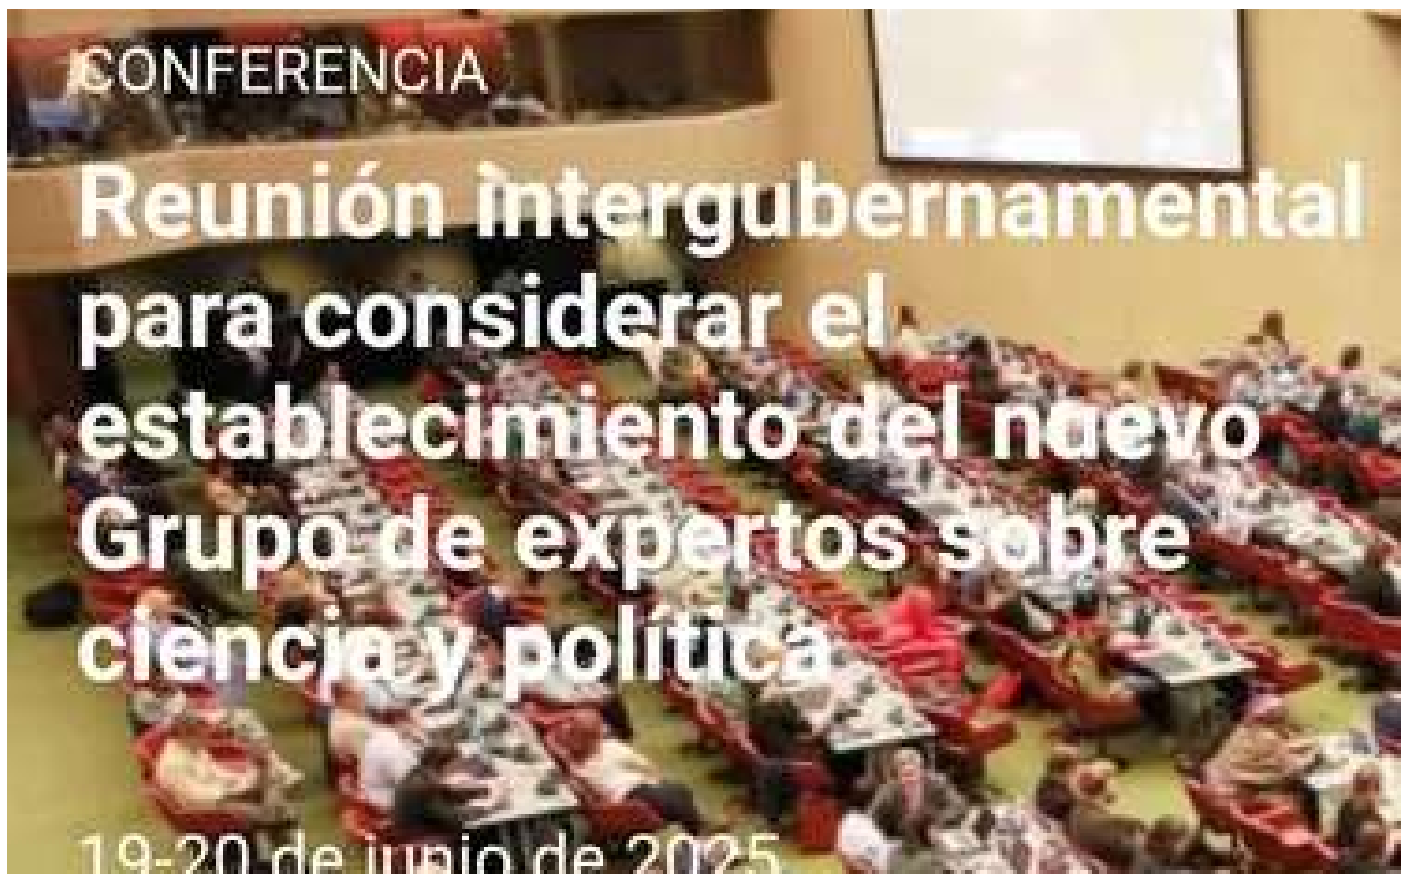 CONFERENCIA
Reunión intergubernamental
para considerar el
establecimiento del nuevo
Grupo de expertos sobre
ciencia y política
19-20 de junio de 2025